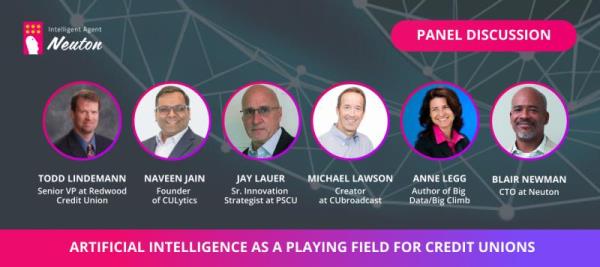 Intelligent Agent
Neuton
PANEL DISCUSSION
TODD LINDEMANN
Senior VP at Redwood
Credit Union
NAVEEN JAIN
Founder
of CULytics
JAY LAUER
Sr. Innovation
Strategist at PSCU
MICHAEL LAWSON
Creator
at CUbroadcast
ANNE LEGG
Author of Big
Data/Big Climb
BLAIR NEWMAN
CTO at Neuton
ARTIFICIAL INTELLIGENCE AS A PLAYING FIELD FOR CREDIT UNIONS